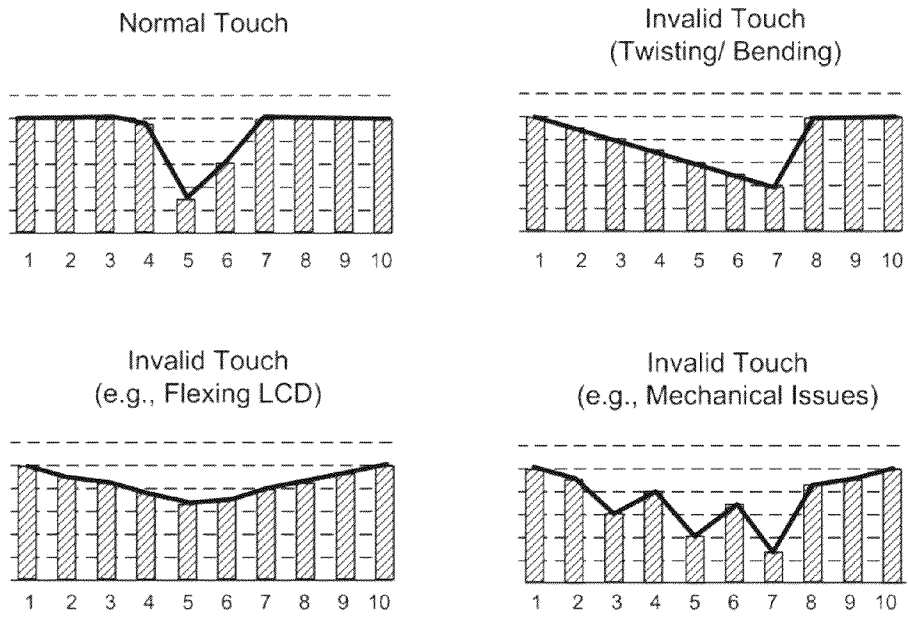 Normal Touch
1 2 3 4 5 6 7 8 9 10
Invalid Touch
(Twisting/ Bending)
1 2 3 4 5 6 7 8 9 10
Invalid Touch
(e.g., Flexing LCD)
1 2 3 4 5 6 7 8 9 10
Invalid Touch
(e.g., Mechanical Issues)
1 2 3 4 5 6 7 8 9 10